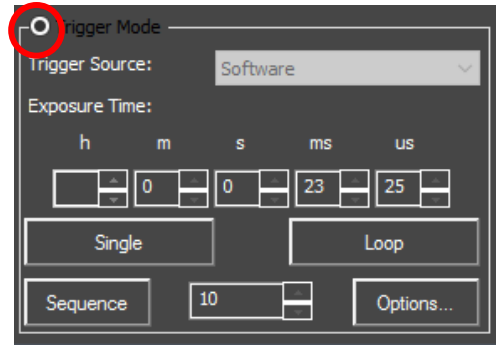 Trigger Mode
Trigger Source: Software
Exposure Time:
h m s ms us
0 0 23 25
Single Loop
Sequence 10 Options...